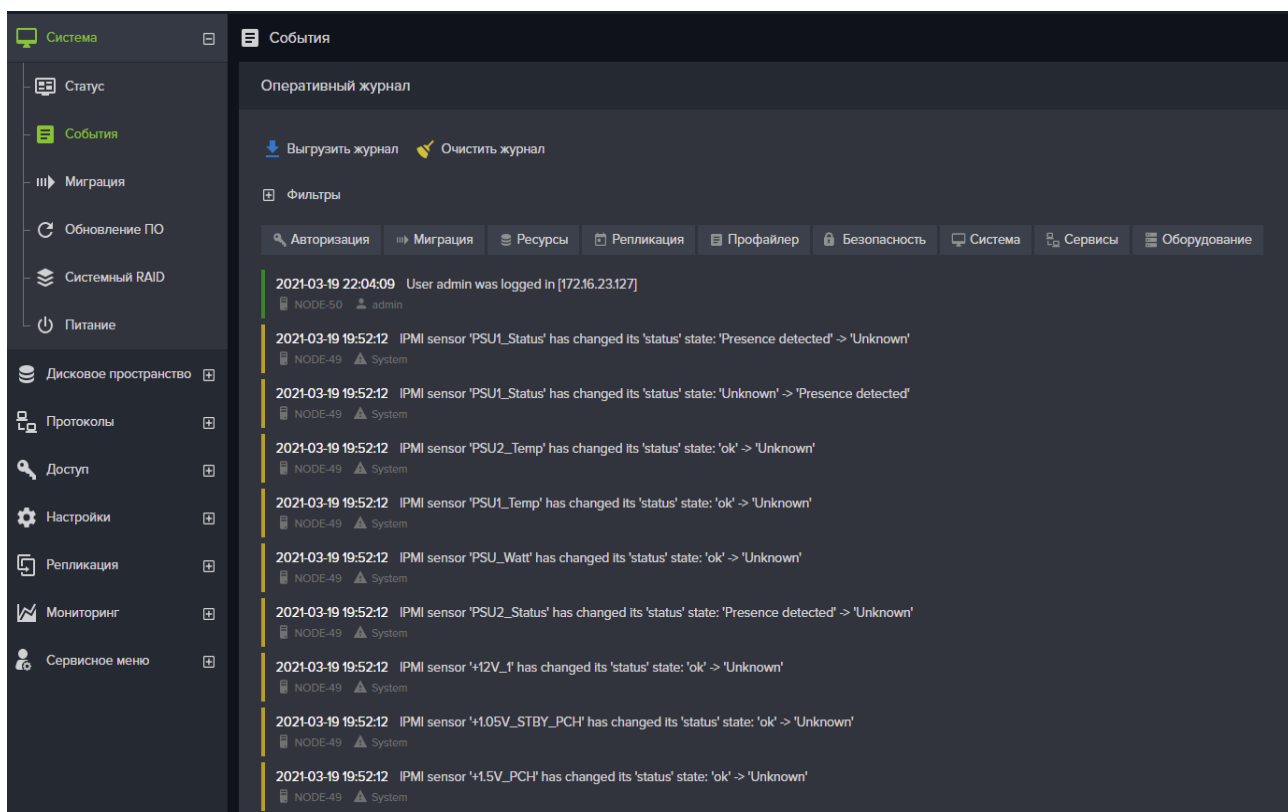 Система
События
Статус
Оперативный журнал
События
Выгрузить журнал
Очистить журнал
Миграция
Фильтры
Обновление ПО
Авторизация
Миграция
Ресурсы
Репликация
Профайлер
Безопасность
Система
Сервисы
Оборудование
Системный RAID
Питание
Дисковое пространство
Протоколы
Доступ
Настройки
Репликация
Мониторинг
Сервисное меню
2021-03-19 22:04:09 User admin was logged in [172.16.23.127]
NODE-50 admin
2021-03-19 19:52:12 IPMI sensor 'PSU1_Status' has changed its 'status' state: 'Presence detected' -> 'Unknown'
NODE-49 System
2021-03-19 19:52:12 IPMI sensor 'PSU1_Status' has changed its 'status' state: 'Unknown' -> 'Presence detected'
NODE-49 System
2021-03-19 19:52:12 IPMI sensor 'PSU2_Temp' has changed its 'status' state: 'ok' -> 'Unknown'
NODE-49 System
2021-03-19 19:52:12 IPMI sensor 'PSU1_Temp' has changed its 'status' state: 'ok' -> 'Unknown'
NODE-49 System
2021-03-19 19:52:12 IPMI sensor 'PSU_Watt' has changed its 'status' state: 'ok' -> 'Unknown'
NODE-49 System
2021-03-19 19:52:12 IPMI sensor 'PSU2_Status' has changed its 'status' state: 'Presence detected' -> 'Unknown'
NODE-49 System
2021-03-19 19:52:12 IPMI sensor '+12V_1' has changed its 'status' state: 'ok' -> 'Unknown'
NODE-49 System
2021-03-19 19:52:12 IPMI sensor '+1.05V_STBY_PCH' has changed its 'status' state: 'ok' -> 'Unknown'
NODE-49 System
2021-03-19 19:52:12 IPMI sensor '+1.5V_PCH' has changed its 'status' state: 'ok' -> 'Unknown'
NODE-49 System